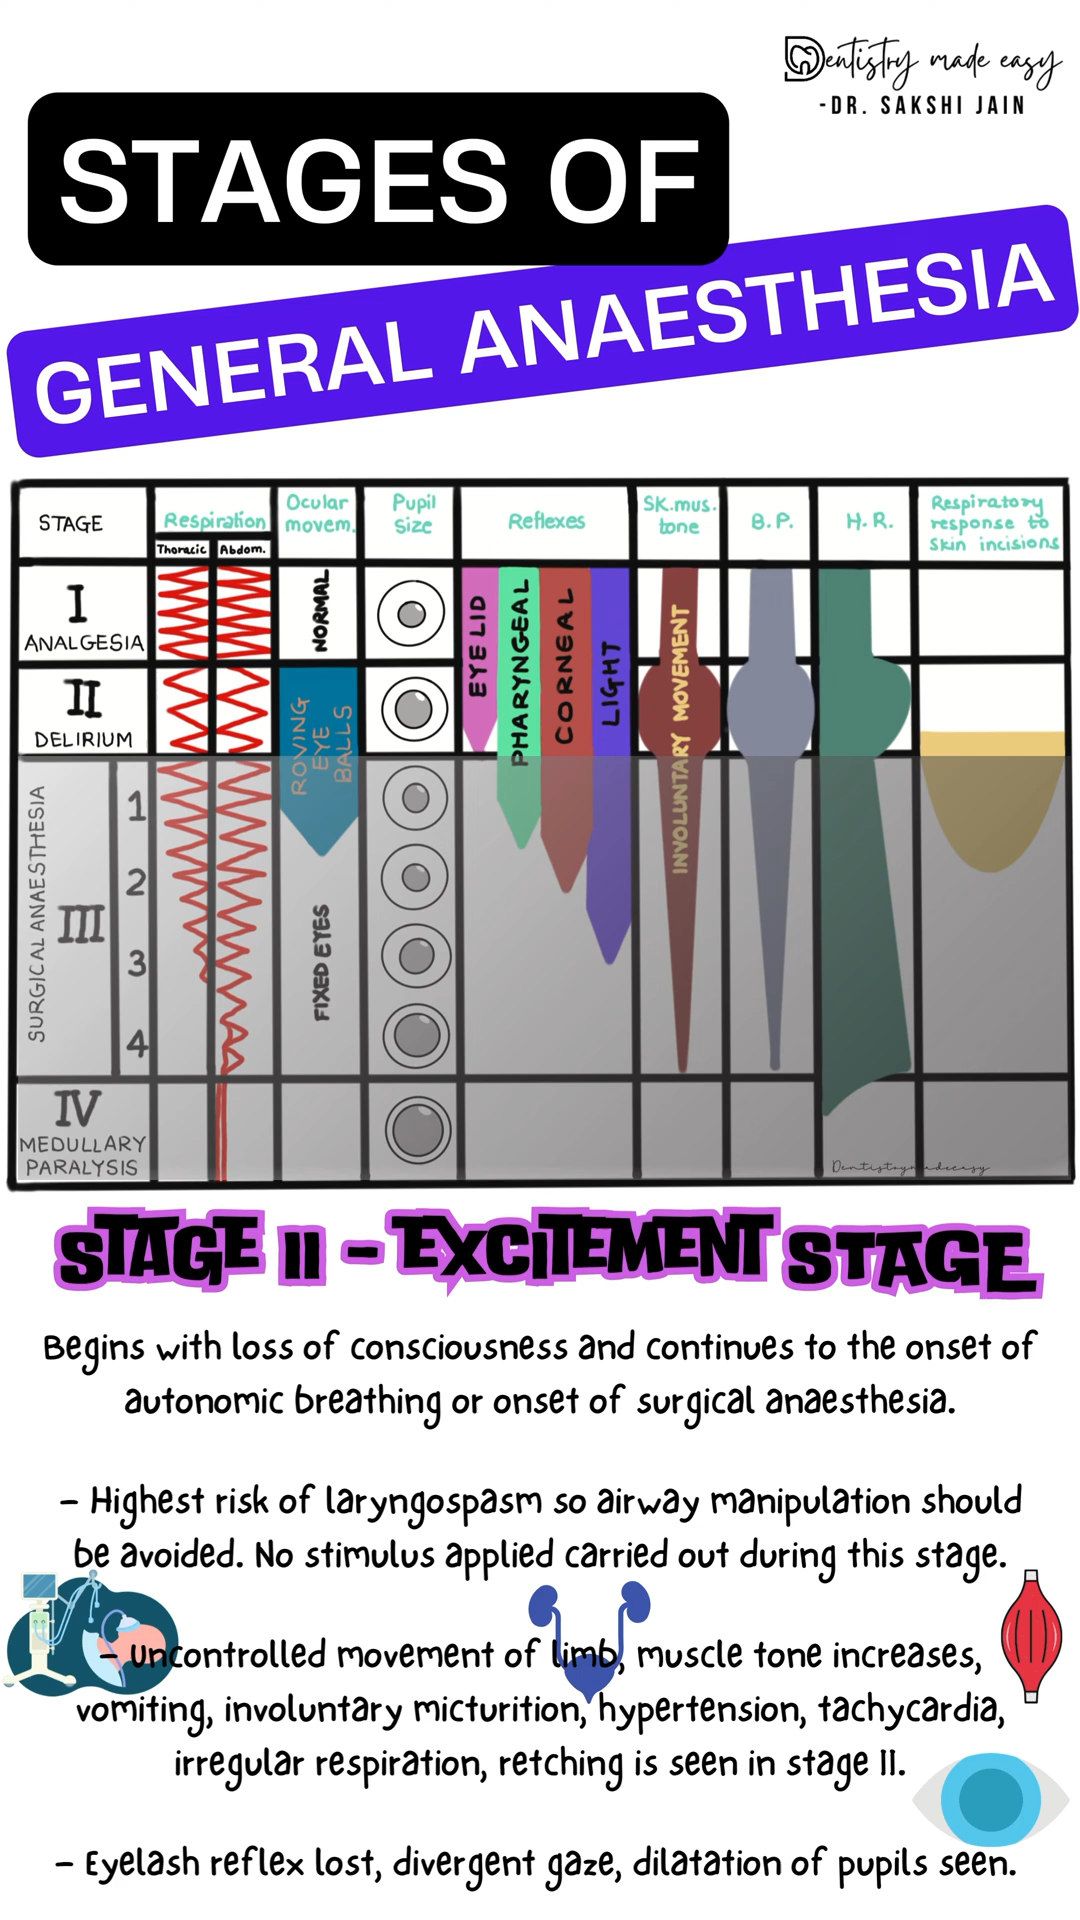 Dentistry made easy
-DR. SAKSHI JAIN
STAGES OF
GENERAL ANAESTHESIA
STAGE
Respiration
Thoracic
Abdom.
Ocular
movem.
Pupil
Size
Reflexes
SK.mus.
tone
B.P.
H.R.
Respiratory
response to
skin incisions
I
ANALGESIA
NORMAL
EYE LID
PHARYNGEAL
CORNEAL
LIGHT
INVOLUNTARY MOVEMENT
II
DELIRIUM
ROVING
EYE
BALLS
SURGICAL ANAESTHESIA
III
1
2
3
4
FIXED EYES
IV
MEDULLARY
PARALYSIS
Dentistrymadeeasy
STAGE II - EXCITEMENT STAGE
Begins with loss of consciousness and continues to the onset of
autonomic breathing or onset of surgical anaesthesia.
- Highest risk of laryngospasm so airway manipulation should
be avoided. No stimulus applied carried out during this stage.
- uncontrolled movement of limb, muscle tone increases,
vomiting, involuntary micturition, hypertension, tachycardia,
irregular respiration, retching is seen in stage II.
- Eyelash reflex lost, divergent gaze, dilatation of pupils seen.